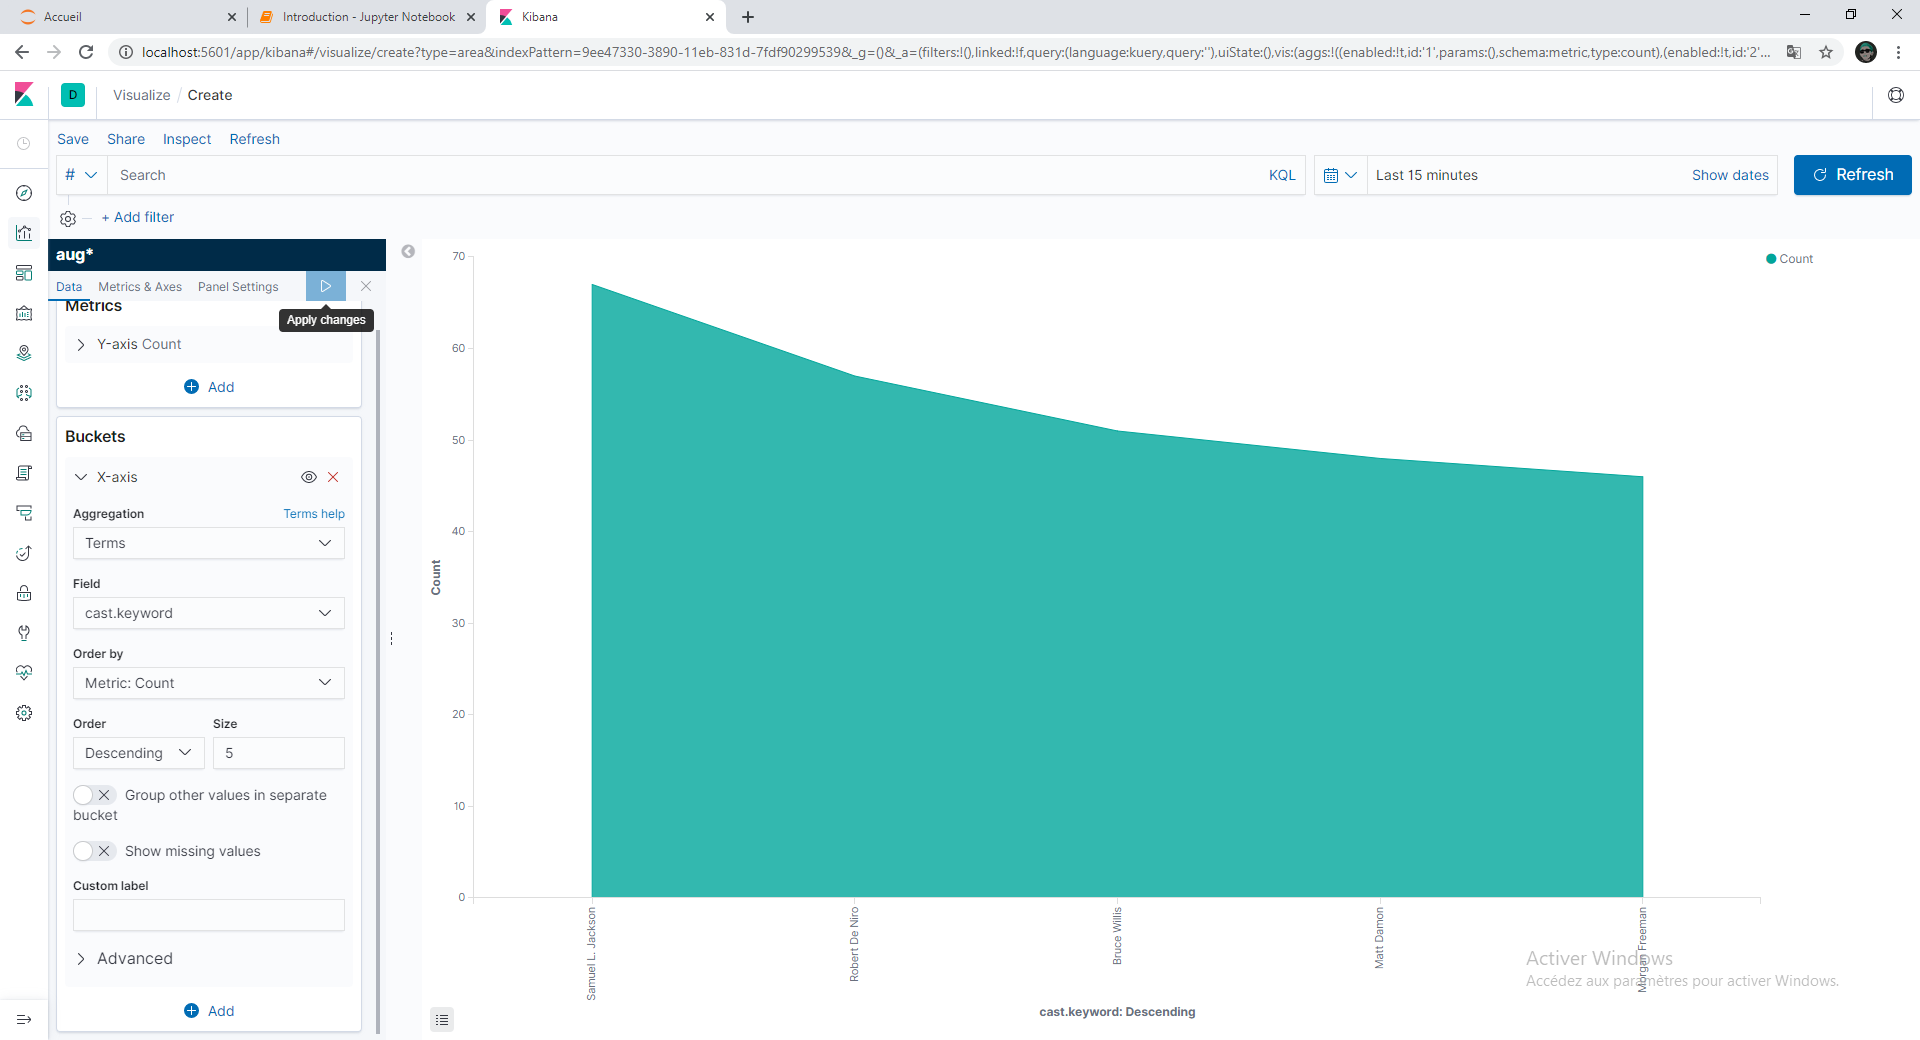 Accueil
Introduction - Jupyter Notebook
Kibana
localhost:5601/app/kibana#/visualize/create?type=area&indexPattern=9ee47330-3890-11eb-831d-7fdf90299539&_g=()&_a=(filters:!(),linked:!f,query:(language:kuery,query:''),uiState:(),vis:(aggs:!((enabled:!t,id:'1',params:(),schema:metric,type:count),(enabled:!t,id:'2'...
D
Visualize / Create
Save Share Inspect Refresh
# Search KQL
Last 15 minutes Show dates
Refresh
+ Add filter
aug*
Data Metrics & Axes Panel Settings
Apply changes
Metrics
Y-axis Count
Add
Buckets
X-axis
Aggregation Terms help
Terms
Field
cast.keyword
Order by
Metric: Count
Order Size
Descending 5
Group other values in separate
bucket
Show missing values
Custom label
Advanced
Add
70
60
50
40
30
20
10
0
Count
Count
Samuel L. Jackson
Robert De Niro
Bruce Willis
Matt Damon
Morgan Freeman
cast.keyword: Descending
Activer Windows
Accédez aux paramètres pour activer Windows.